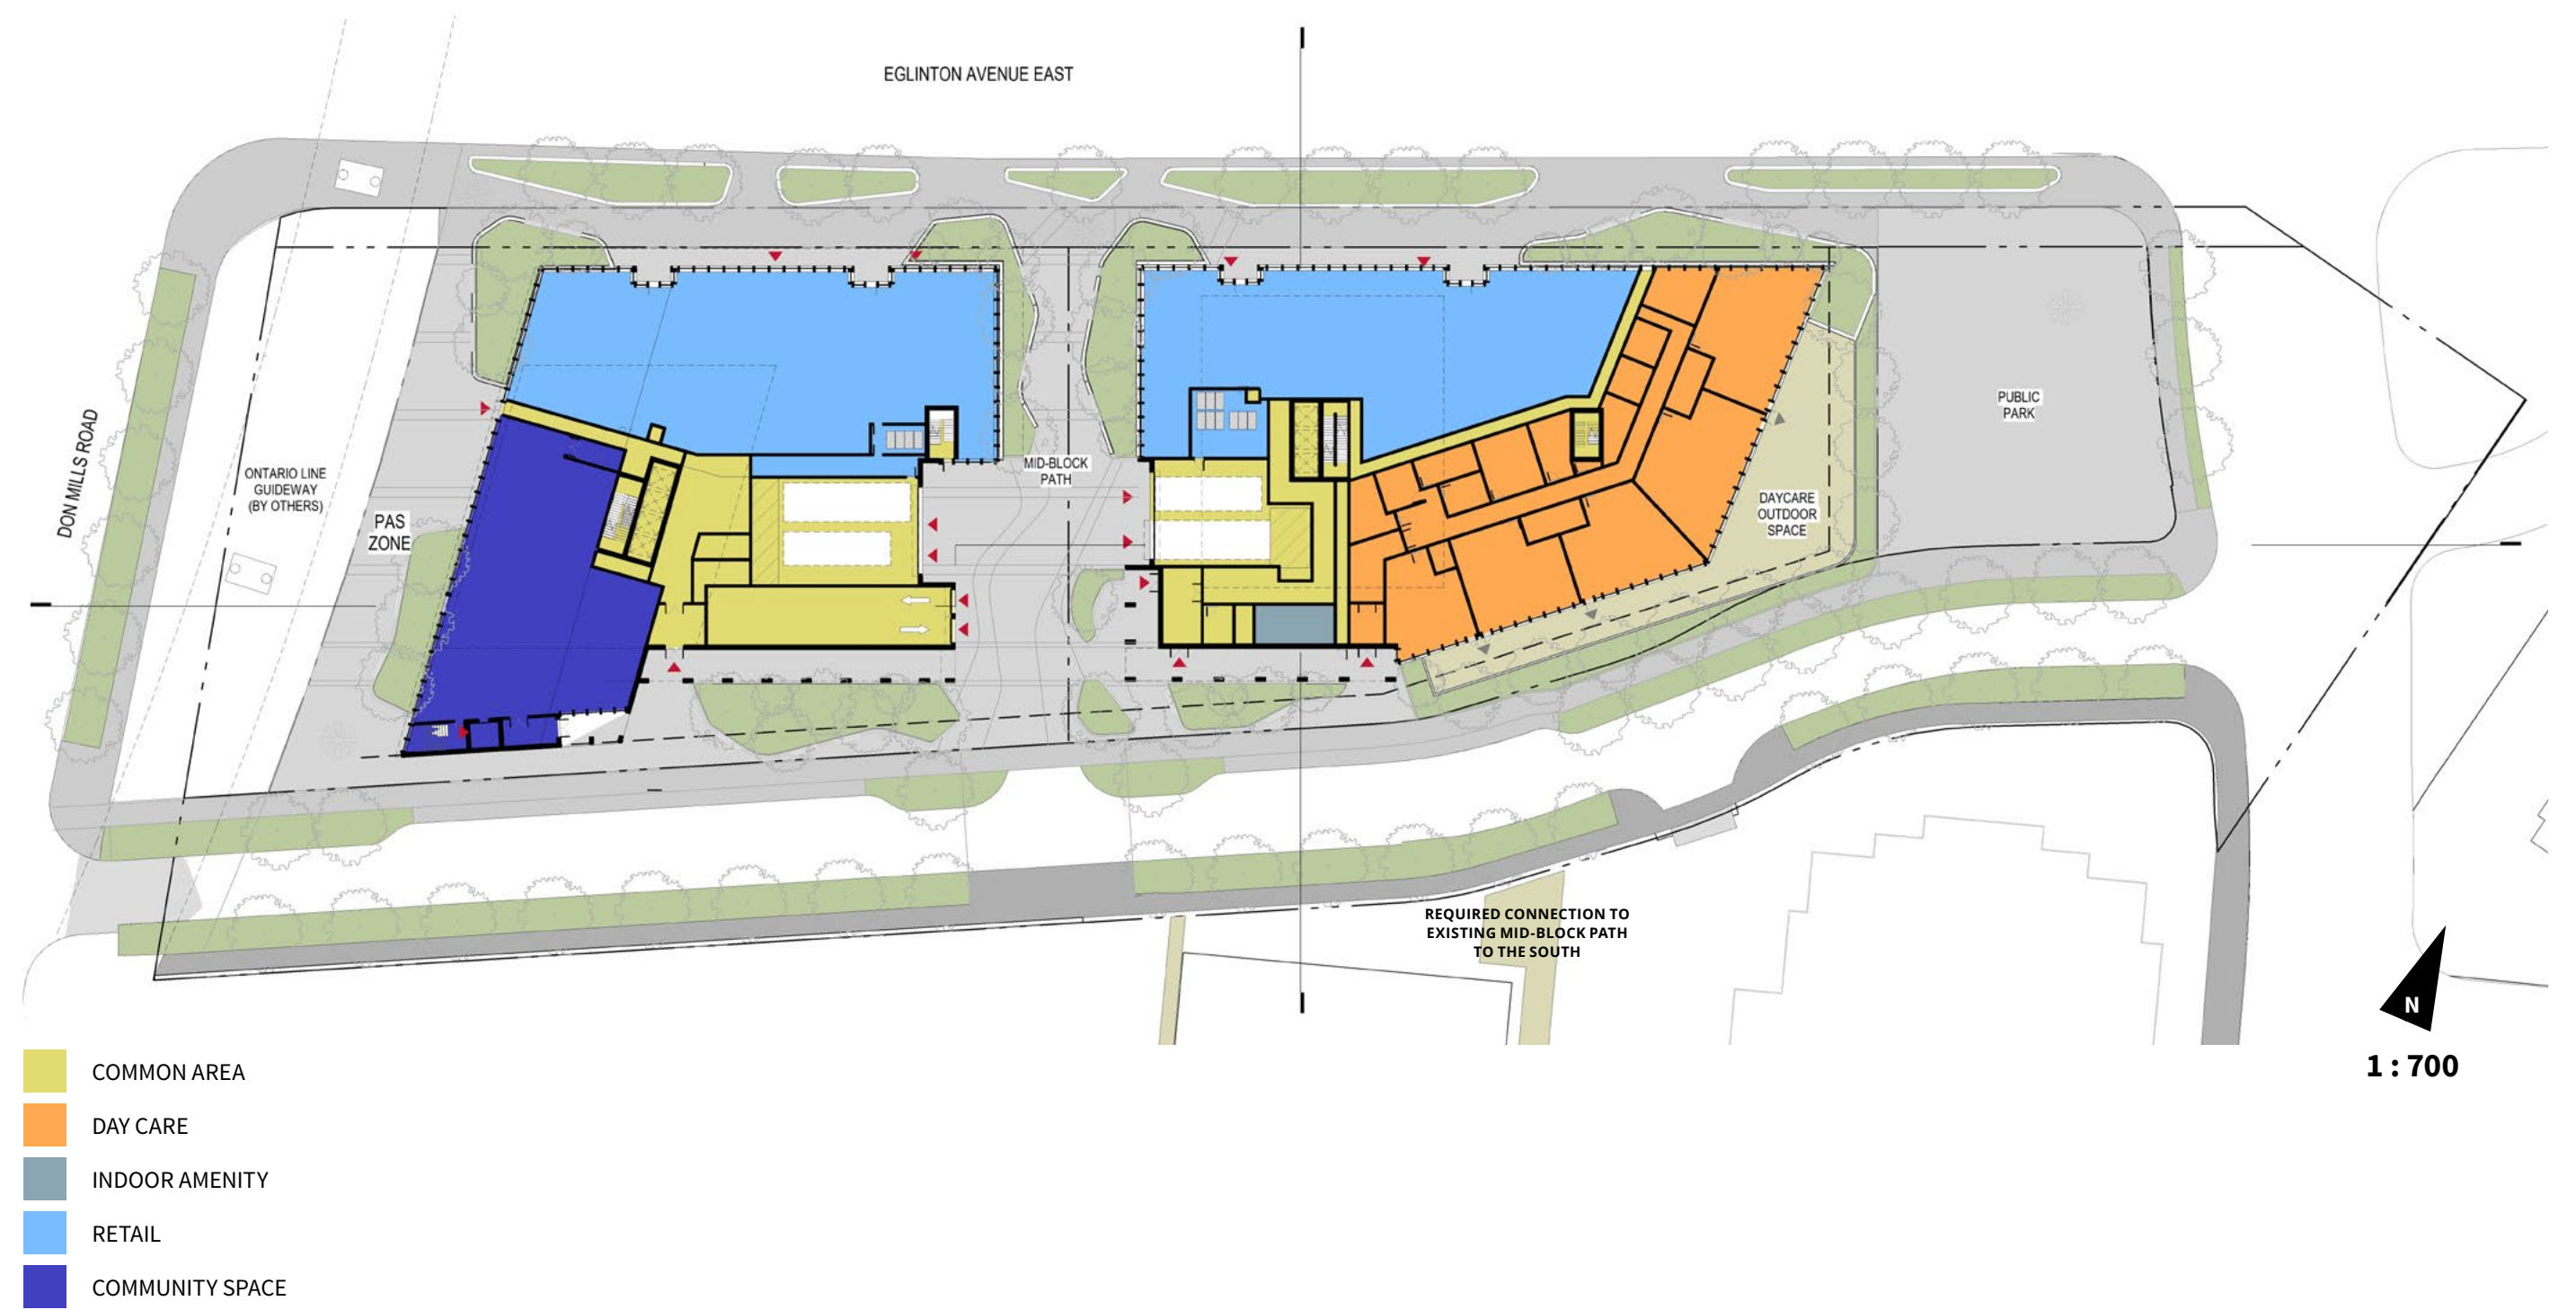 EGLINTON AVENUE EAST
DON MILLS ROAD
ONTARIO LINE
GUIDEWAY
(BY OTHERS)
PAS
ZONE
MID-BLOCK
PATH
DAYCARE
OUTDOOR
SPACE
PUBLIC
PARK
REQUIRED CONNECTION TO
EXISTING MID-BLOCK PATH
TO THE SOUTH
N
1 : 700
COMMON AREA
DAY CARE
INDOOR AMENITY
RETAIL
COMMUNITY SPACE